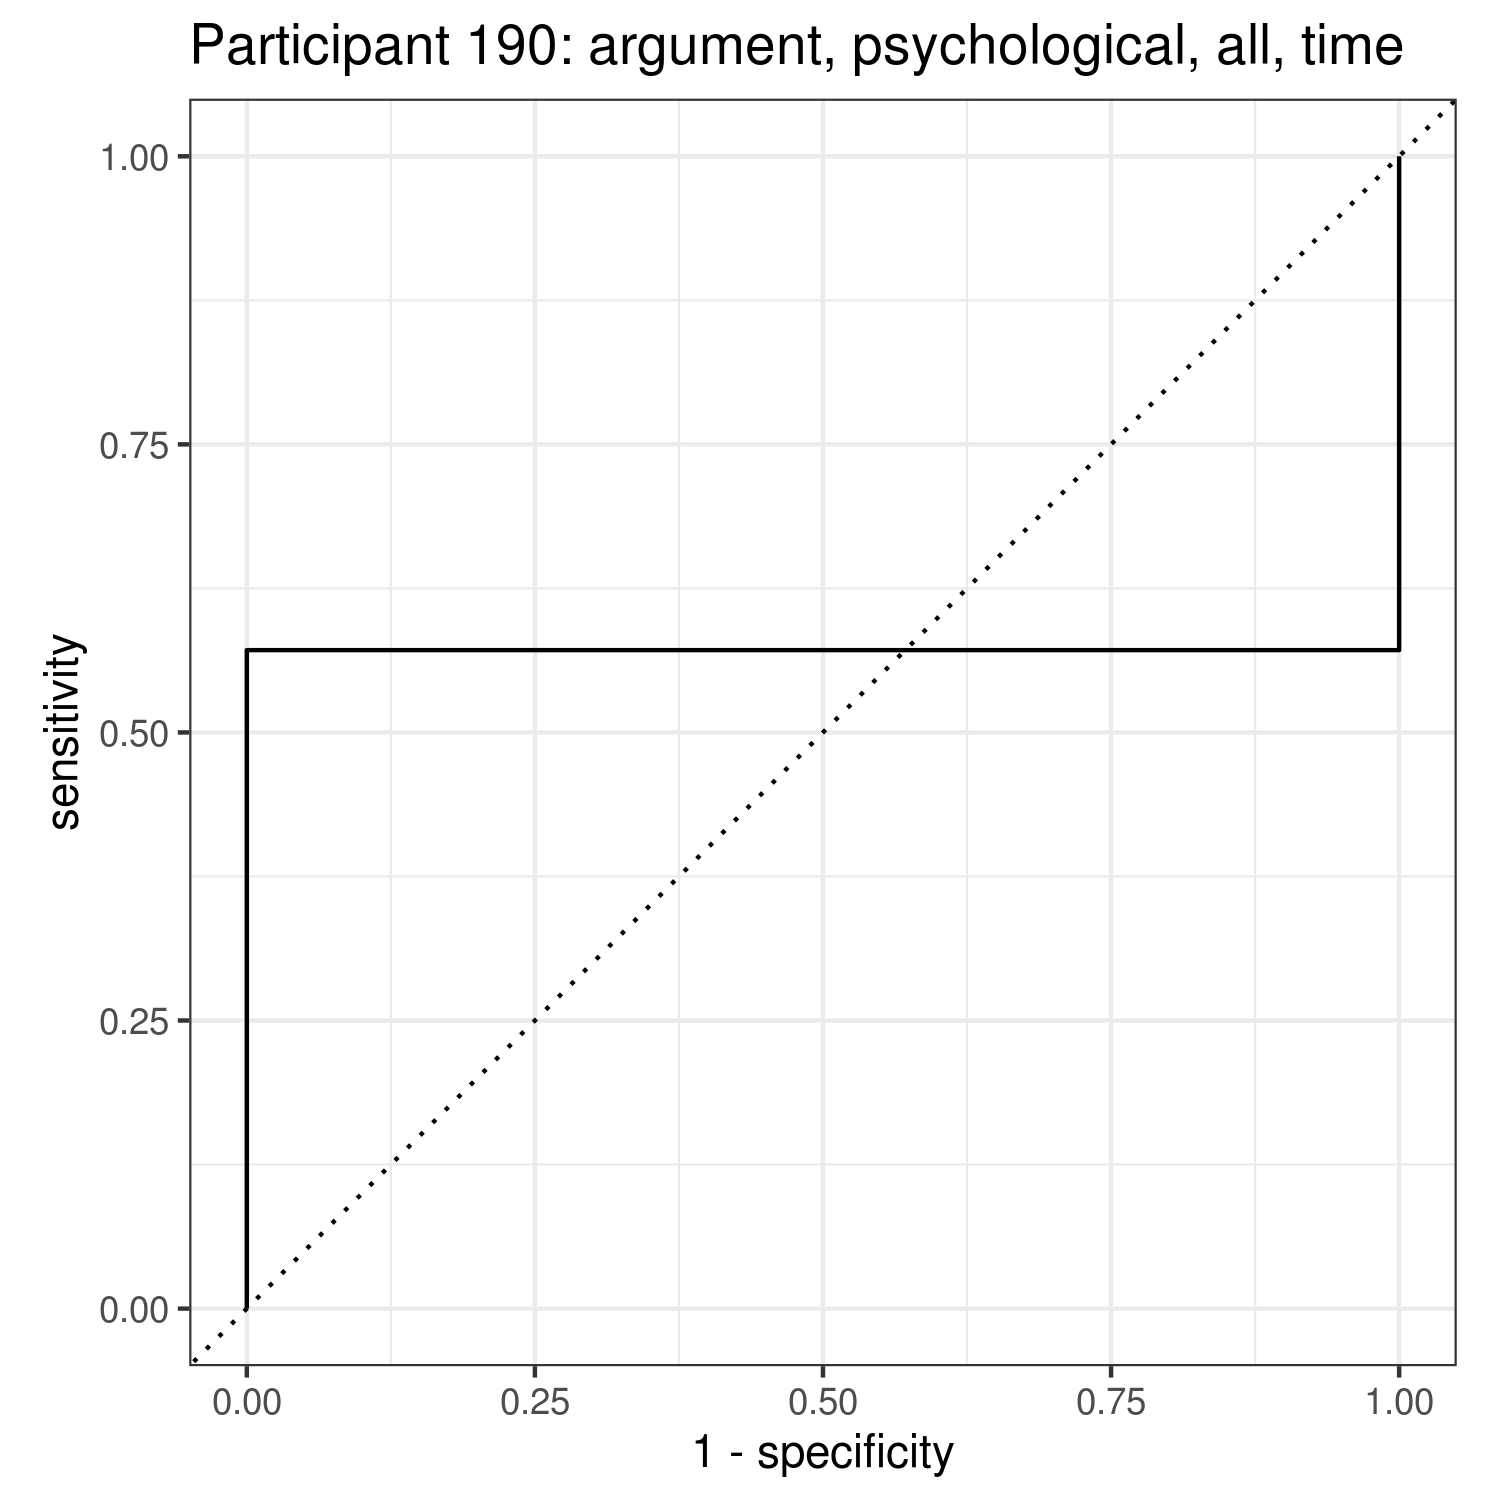 Participant 190: argument, psychological, all, time
1.00
0.75
0.50
0.25
0.00
sensitivity
0.00 0.25 0.50 0.75 1.00
1 - specificity